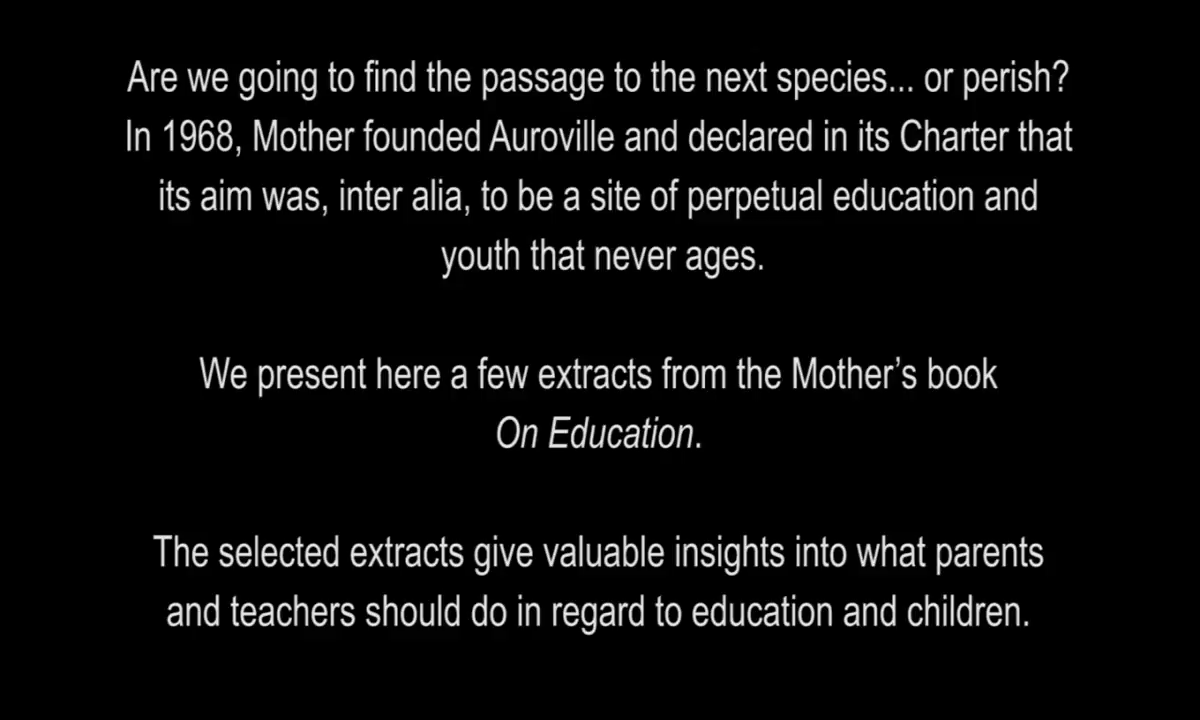 Are we going to find the passage to the next species... or perish?
In 1968, Mother founded Auroville and declared in its Charter that
its aim was, inter alia, to be a site of perpetual education and
youth that never ages.
We present here a few extracts from the Mother’s book
On Education.
The selected extracts give valuable insights into what parents
and teachers should do in regard to education and children.